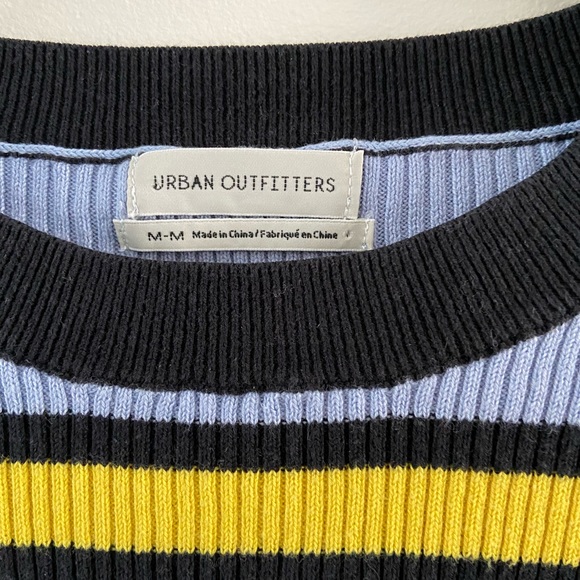 URBAN OUTFITTERS
M-M Made in China / Fabriqué en Chine